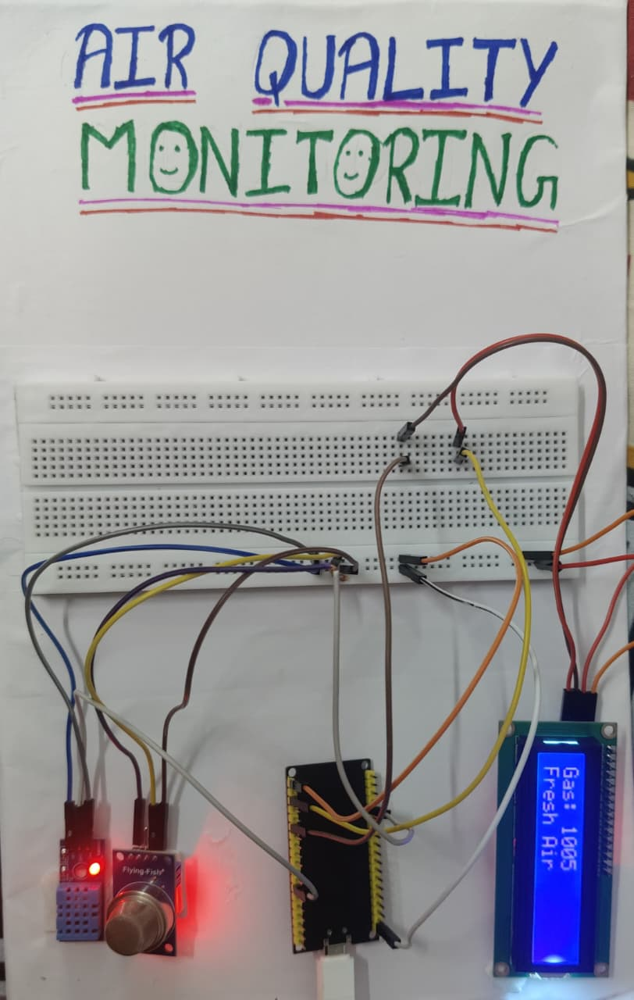 AIR QUALITY
MONITORING
Flying-Fish
Gas: 1005
Fresh Air